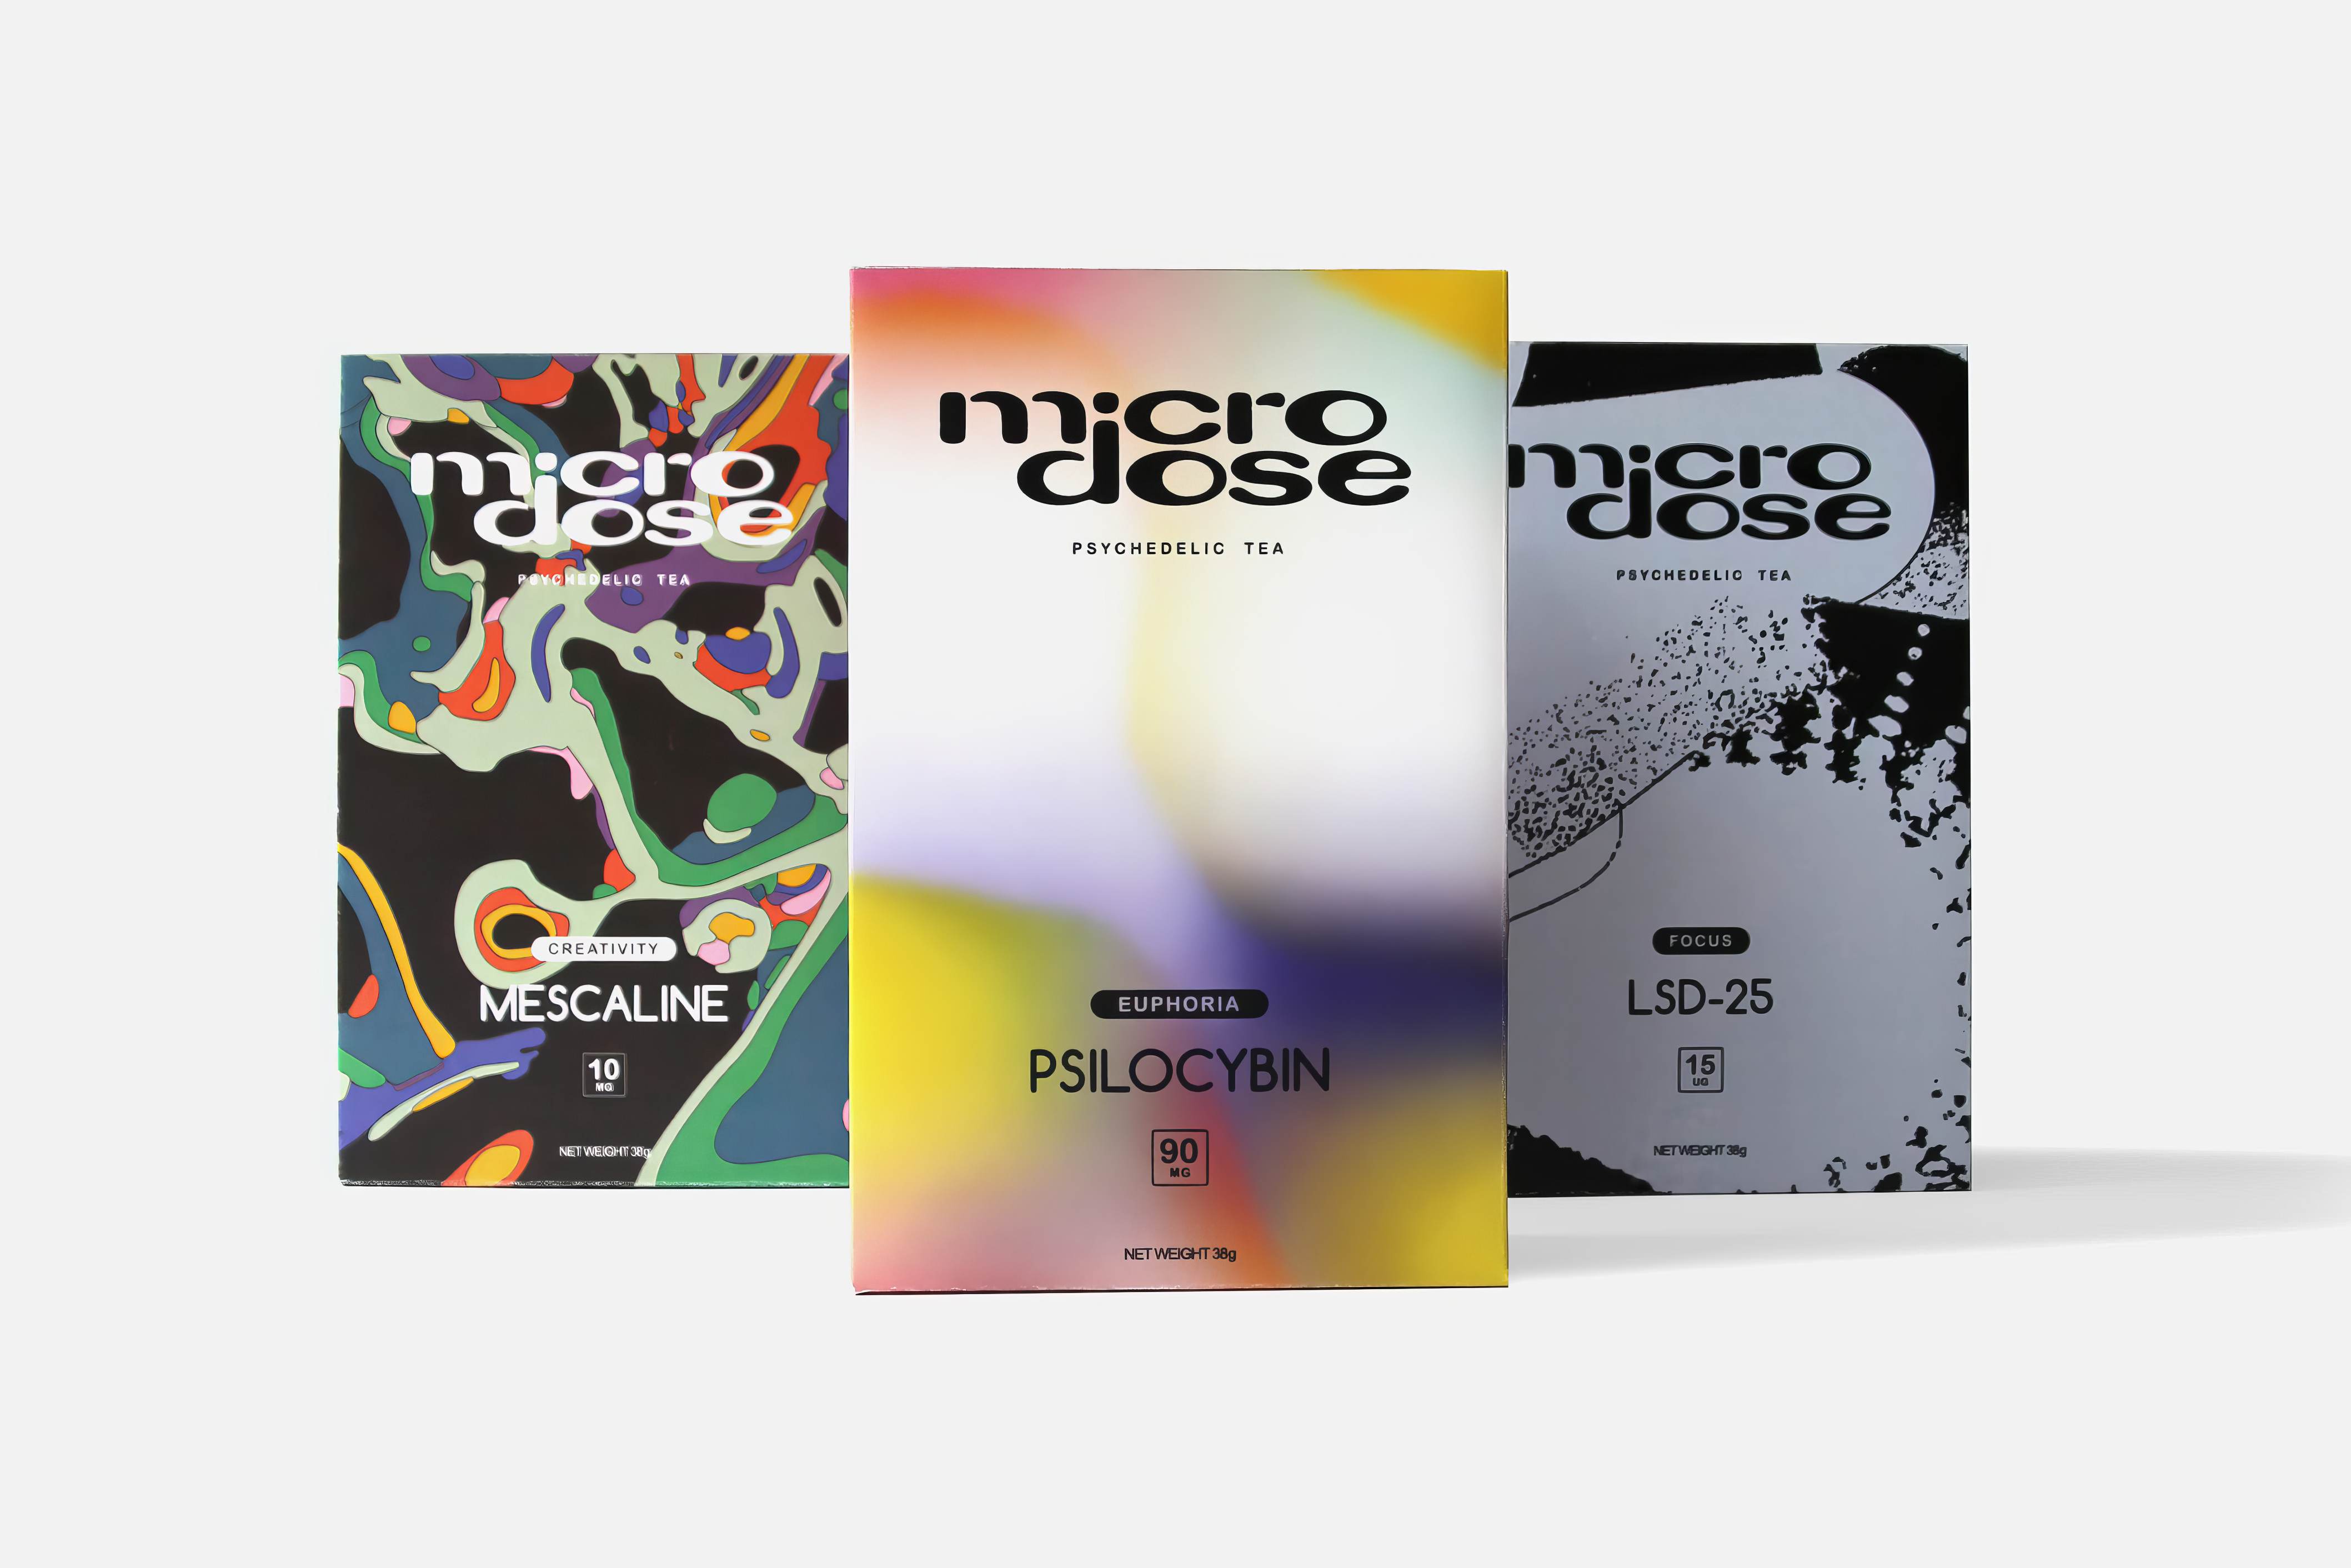 micro
dose
PSYCHEDELIC TEA
CREATIVITY
MESCALINE
10
MG
NET WEIGHT 38g
micro
dose
PSYCHEDELIC TEA
EUPHORIA
PSILOCYBIN
90
MG
NET WEIGHT 38g
micro
dose
PSYCHEDELIC TEA
FOCUS
LSD-25
15
UG
NET WEIGHT 38g